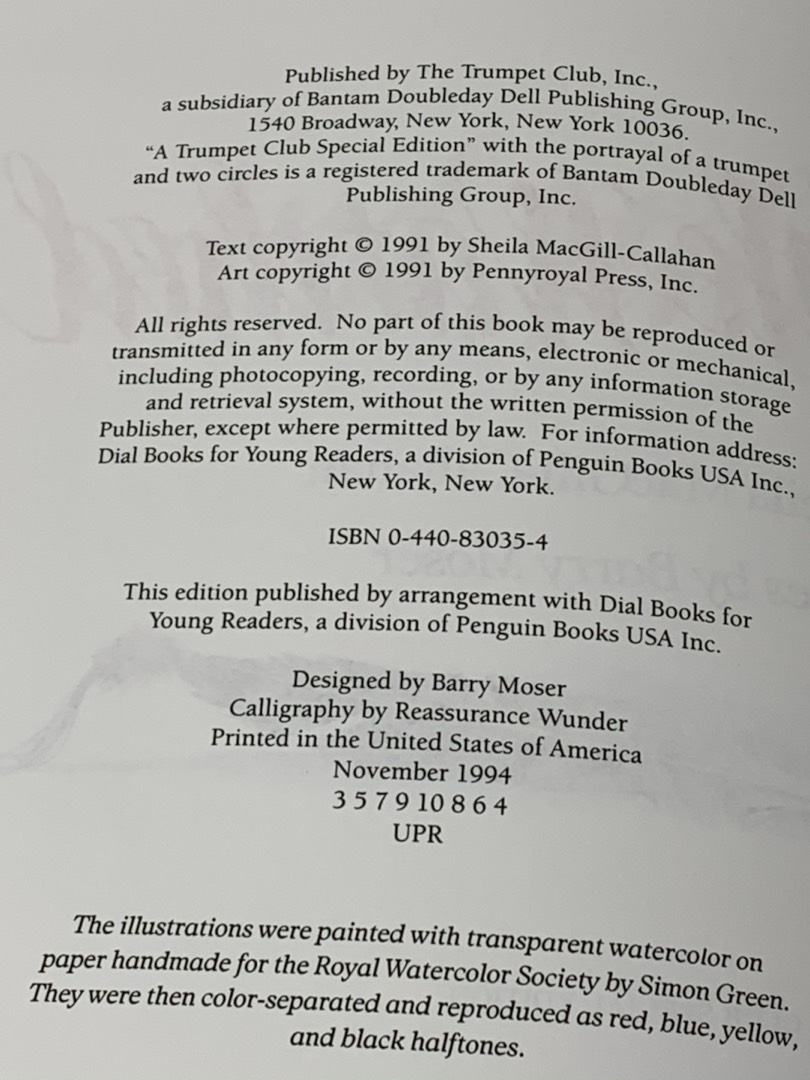 Published by The Trumpet Club, Inc.,
a subsidiary of Bantam Doubleday Dell Publishing Group, Inc.,
1540 Broadway, New York, New York 10036.
“A Trumpet Club Special Edition” with the portrayal of a trumpet
and two circles is a registered trademark of Bantam Doubleday Dell
Publishing Group, Inc.
Text copyright © 1991 by Sheila MacGill-Callahan
Art copyright © 1991 by Pennyroyal Press, Inc.
All rights reserved. No part of this book may be reproduced or
transmitted in any form or by any means, electronic or mechanical,
including photocopying, recording, or by any information storage
and retrieval system, without the written permission of the
Publisher, except where permitted by law. For information address:
Dial Books for Young Readers, a division of Penguin Books USA Inc.,
New York, New York.
ISBN 0-440-83035-4
This edition published by arrangement with Dial Books for
Young Readers, a division of Penguin Books USA Inc.
Designed by Barry Moser
Calligraphy by Reassurance Wunder
Printed in the United States of America
November 1994
3 5 7 9 10 8 6 4
UPR
The illustrations were painted with transparent watercolor on
paper handmade for the Royal Watercolor Society by Simon Green.
They were then color-separated and reproduced as red, blue, yellow,
and black halftones.